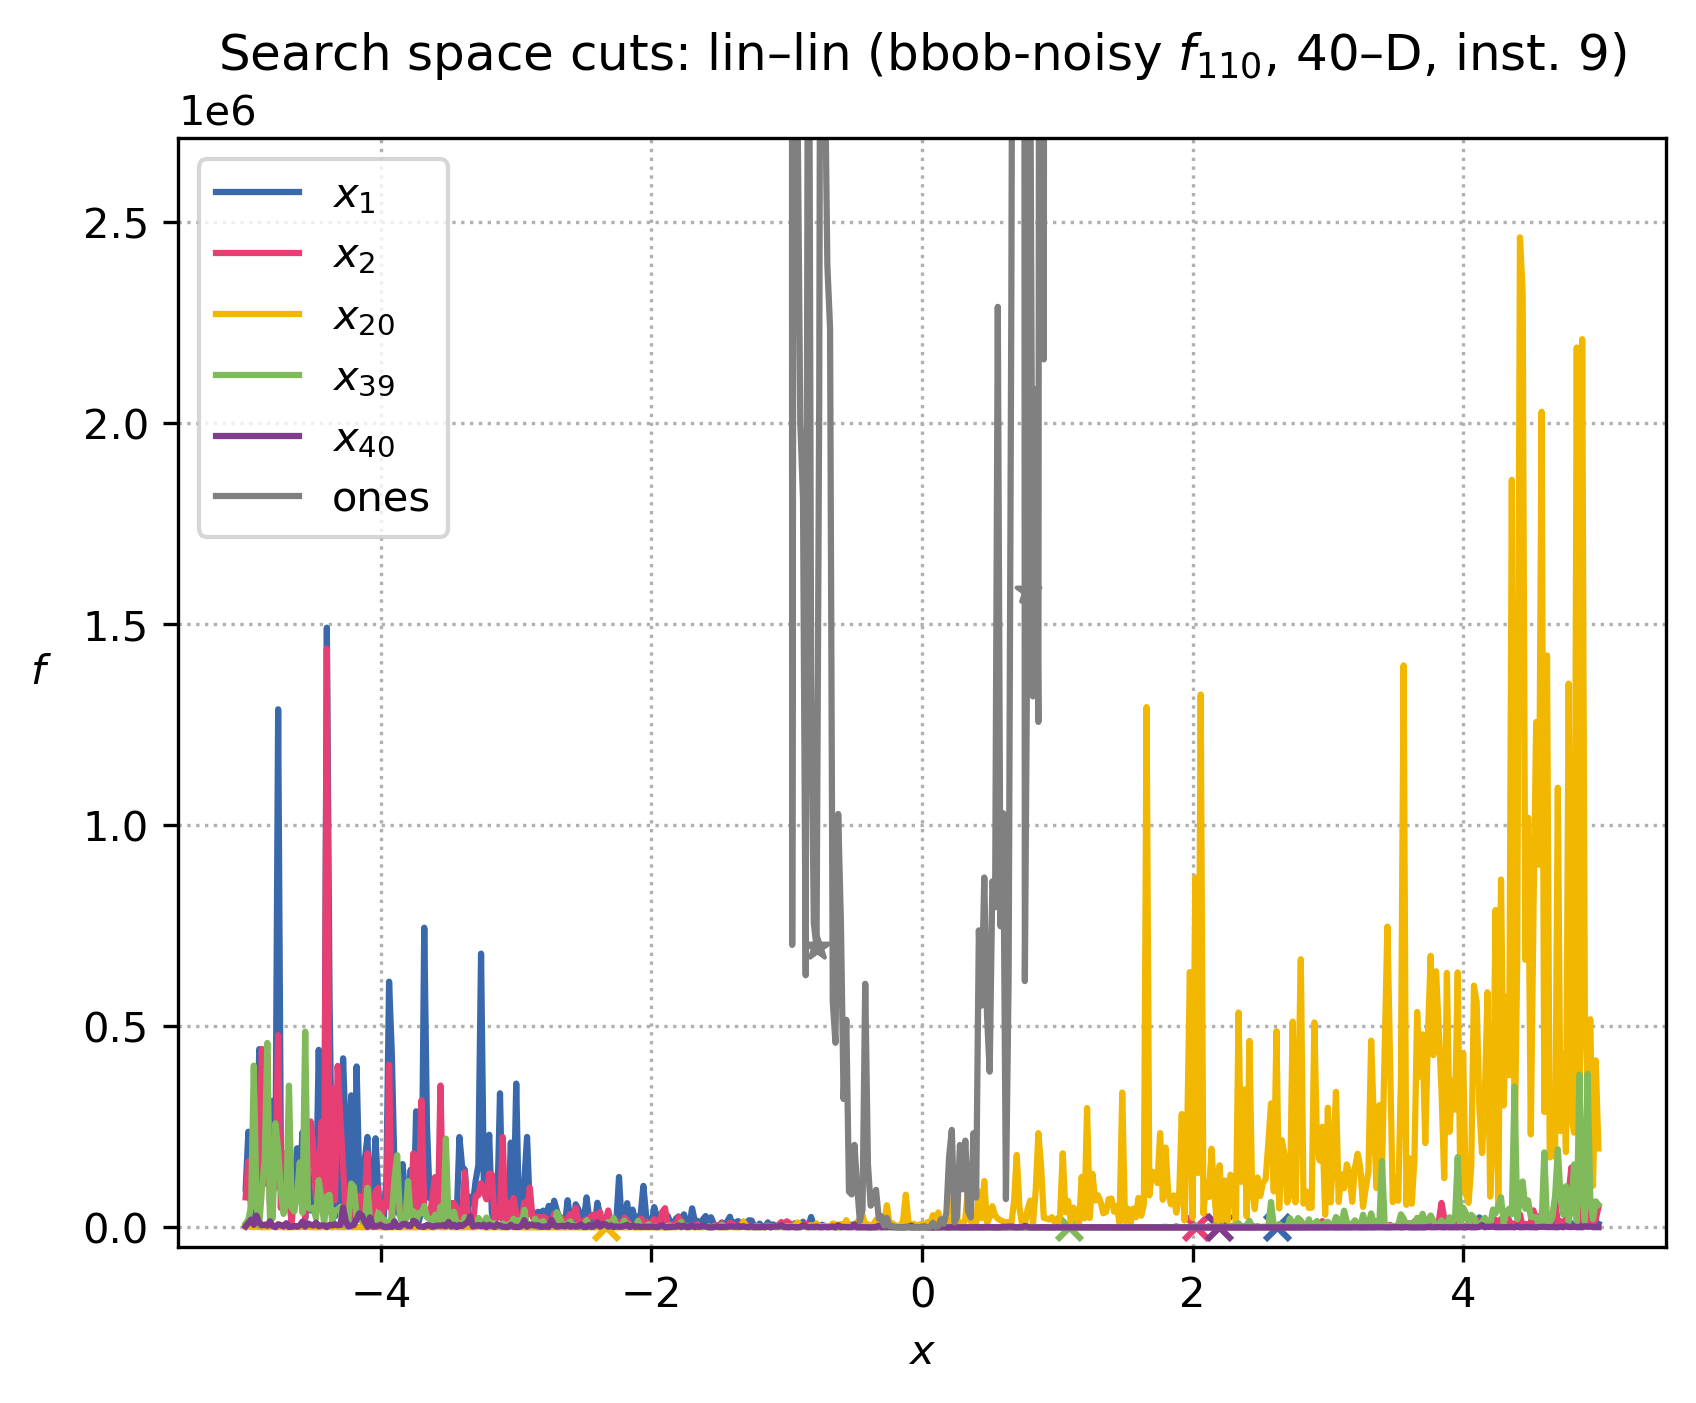 Search space cuts: lin–lin (bbob-noisy f₁₁₀, 40–D, inst. 9)
1e6
x₁
x₂
x₂₀
x₃₉
x₄₀
ones
2.5
2.0
1.5
1.0
0.5
0.0
f
−4
−2
0
2
4
x